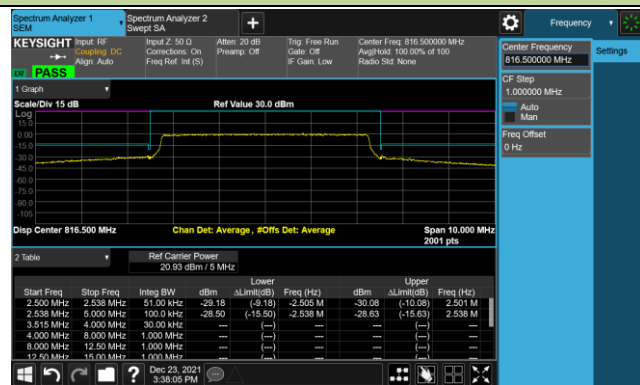 Spectrum Analyzer 1
SEM
Spectrum Analyzer 2
Swept SA
+
Frequency
KEYSIGHT
Input: RF
Coupling: DC
Align: Auto
Input Z: 50 Ω
Corrections: On
Freq Ref: Int (S)
Atten: 20 dB
Preamp: Off
Trig: Free Run
Gate: Off
IF Gain: Low
Center Freq: 816.500000 MHz
Avg|Hold: 100.00% of 100
Radio Std: None
PASS
Center Frequency
816.500000 MHz
Settings
CF Step
1.000000 MHz
Auto
Man
Freq Offset
0 Hz
1 Graph
Scale/Div 15 dB
Ref Value 30.0 dBm
Log
15.0
0.00
-15.0
-30.0
-45.0
-60.0
-75.0
-90.0
-105
Disp Center 816.500 MHz
Chan Det: Average , #Offs Det: Average
Span 10.000 MHz
2001 pts
2 Table
Ref Carrier Power
20.93 dBm / 5 MHz
Lower Upper
Start Freq Stop Freq Integ BW dBm ΔLimit(dB) Freq (Hz) dBm ΔLimit(dB) Freq (Hz)
2.500 MHz 2.538 MHz 51.00 kHz -29.18 (-9.18) -2.505 M -30.08 (-10.08) 2.501 M
2.538 MHz 5.000 MHz 100.0 kHz -28.50 (-15.50) -2.538 M -28.63 (-15.63) 2.538 M
3.515 MHz 4.000 MHz 30.00 kHz --- (---) --- --- (---) ---
4.000 MHz 8.000 MHz 1.000 MHz --- (---) --- --- (---) ---
8.000 MHz 12.50 MHz 1.000 MHz --- (---) --- --- (---) ---
12.50 MHz 15.00 MHz 1.000 MHz --- (---) --- --- (---) ---
?
Dec 23, 2021
3:38:05 PM